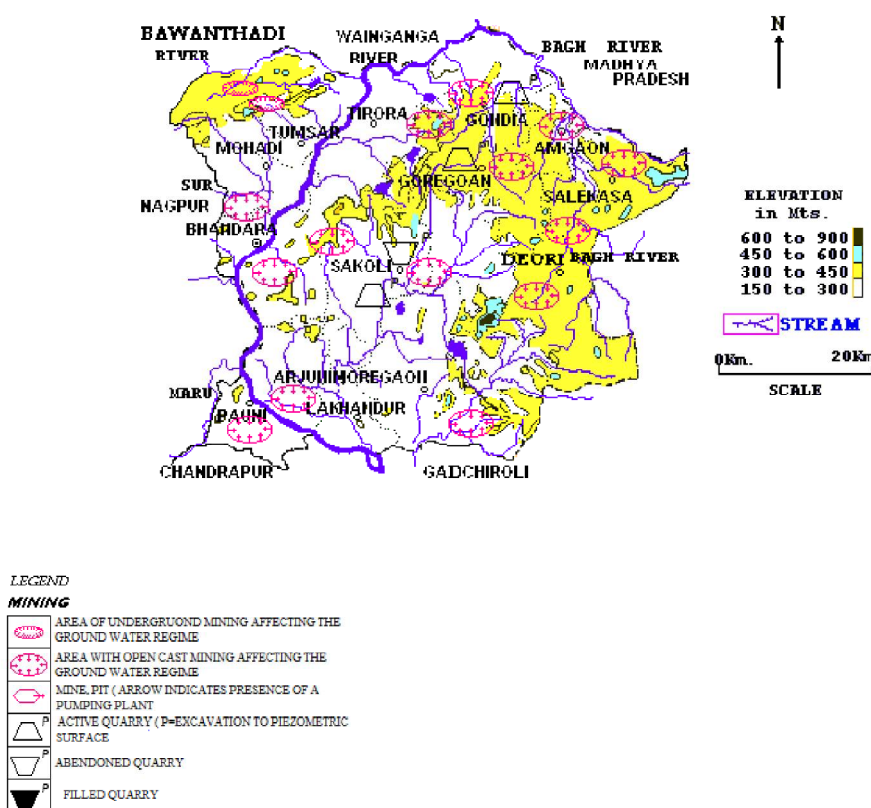 BAWANTHADI
RIVER
WAINGANGA
RIVER
BAGH RIVER
MADHYA
PRADESH
N
P
TIRORA
GONDIA
TUMSAR
MOHADI
AMGAON
GOREGOAN
SUR
NAGPUR
SALEKASA
BHANDARA
P
SAKOLI
DEORI
BAGH RIVER
ELEVATION
in Mts.
600 to 900
450 to 600
300 to 450
150 to 300
STREAM
0Km.
20Km
SCALE
MARU
ARJUNIMOREGAON
BAUNI
LAKHANDUR
CHANDRAPUR
GADCHIROLI
LEGEND
MINING
AREA OF UNDERGRUOND MINING AFFECTING THE
GROUND WATER REGIME
AREA WITH OPEN CAST MINING AFFECTING THE
GROUND WATER REGIME
MINE, PIT ( ARROW INDICATES PRESENCE OF A
PUMPING PLANT
P
ACTIVE QUARRY ( P=EXCAVATION TO PIEZOMETRIC
SURFACE
P
ABENDONED QUARRY
P
FILLED QUARRY